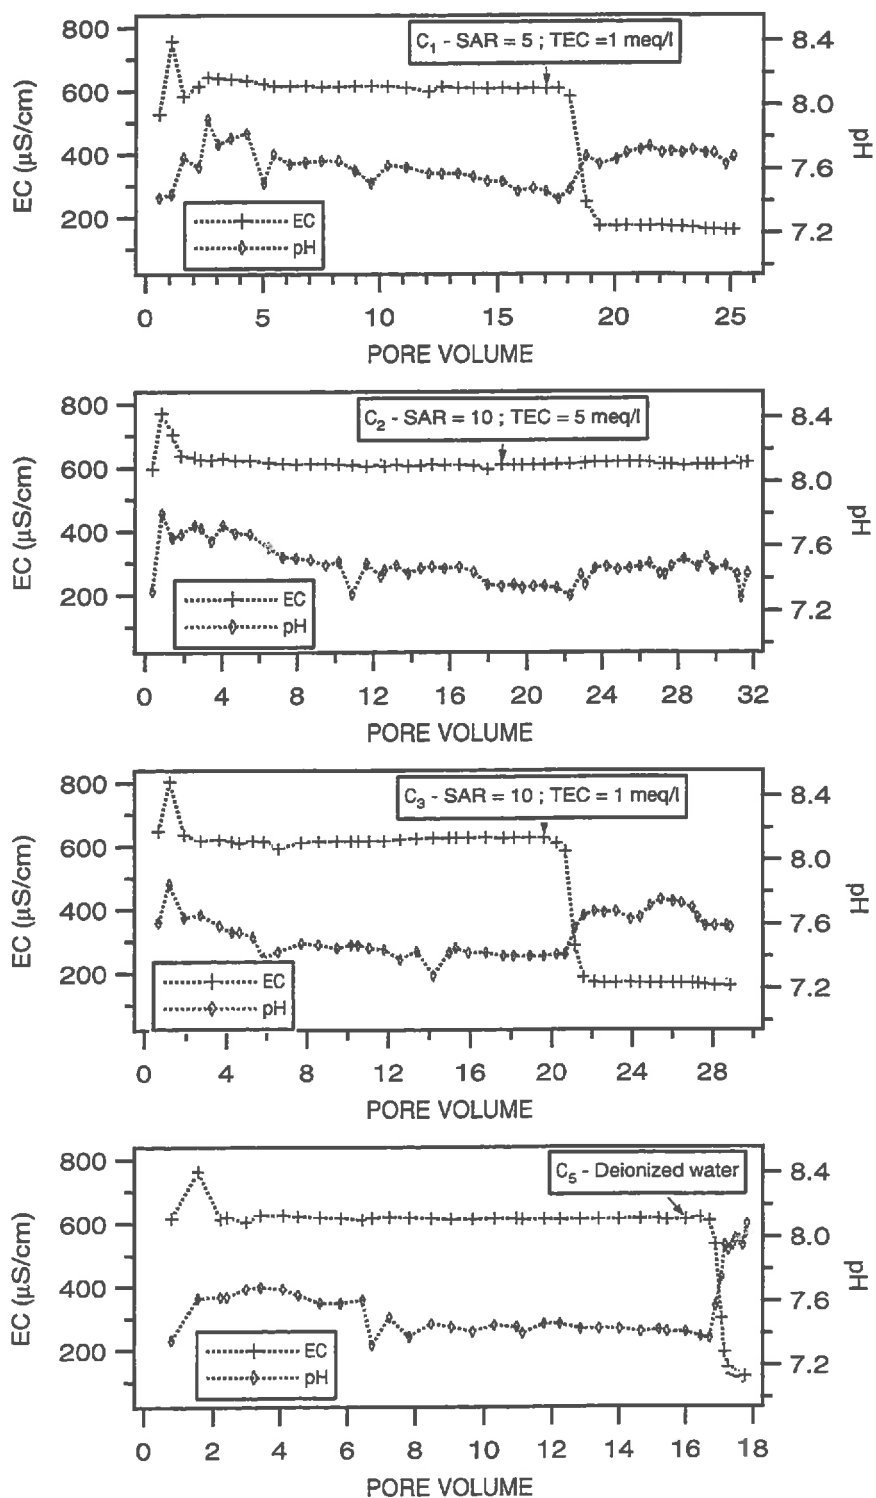 C1 - SAR = 5 ; TEC =1 meq/l
800
600
400
200
EC (µS/cm)
8.4
8.0
7.6
7.2
pH
EC
pH
0 5 10 15 20 25
PORE VOLUME
C2 - SAR = 10 ; TEC = 5 meq/l
800
600
400
200
EC (µS/cm)
8.4
8.0
7.6
7.2
pH
EC
pH
0 4 8 12 16 20 24 28 32
PORE VOLUME
C3 - SAR = 10 ; TEC = 1 meq/l
800
600
400
200
EC (µS/cm)
8.4
8.0
7.6
7.2
pH
EC
pH
0 4 8 12 16 20 24 28
PORE VOLUME
C5 - Deionized water
800
600
400
200
EC (µS/cm)
8.4
8.0
7.6
7.2
pH
EC
pH
0 2 4 6 8 10 12 14 16 18
PORE VOLUME